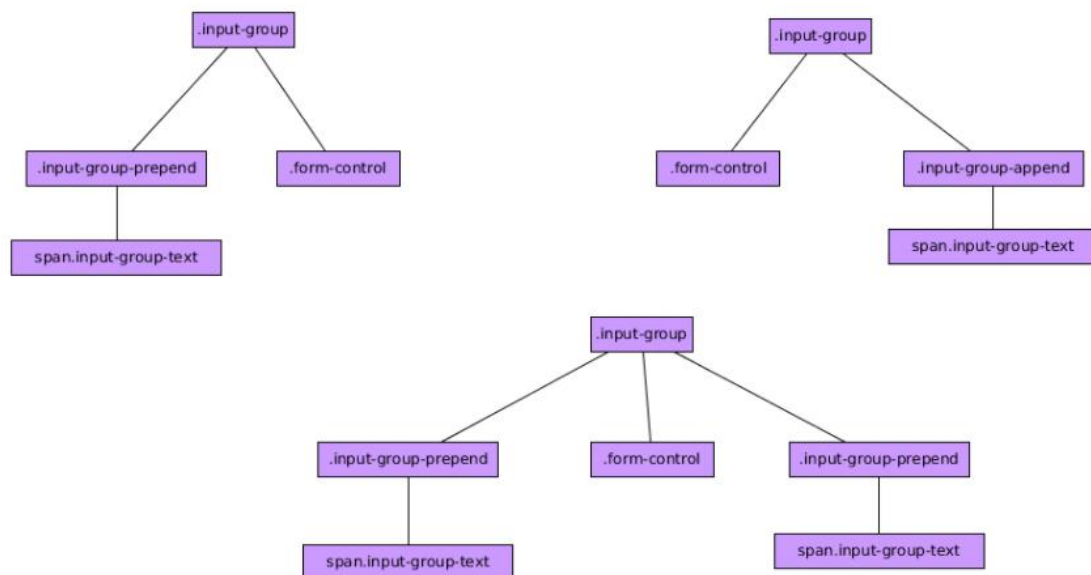 .input-group
.input-group
.input-group-prepend
.form-control
.form-control
.input-group-append
span.input-group-text
span.input-group-text
.input-group
.input-group-prepend
.form-control
.input-group-prepend
span.input-group-text
span.input-group-text